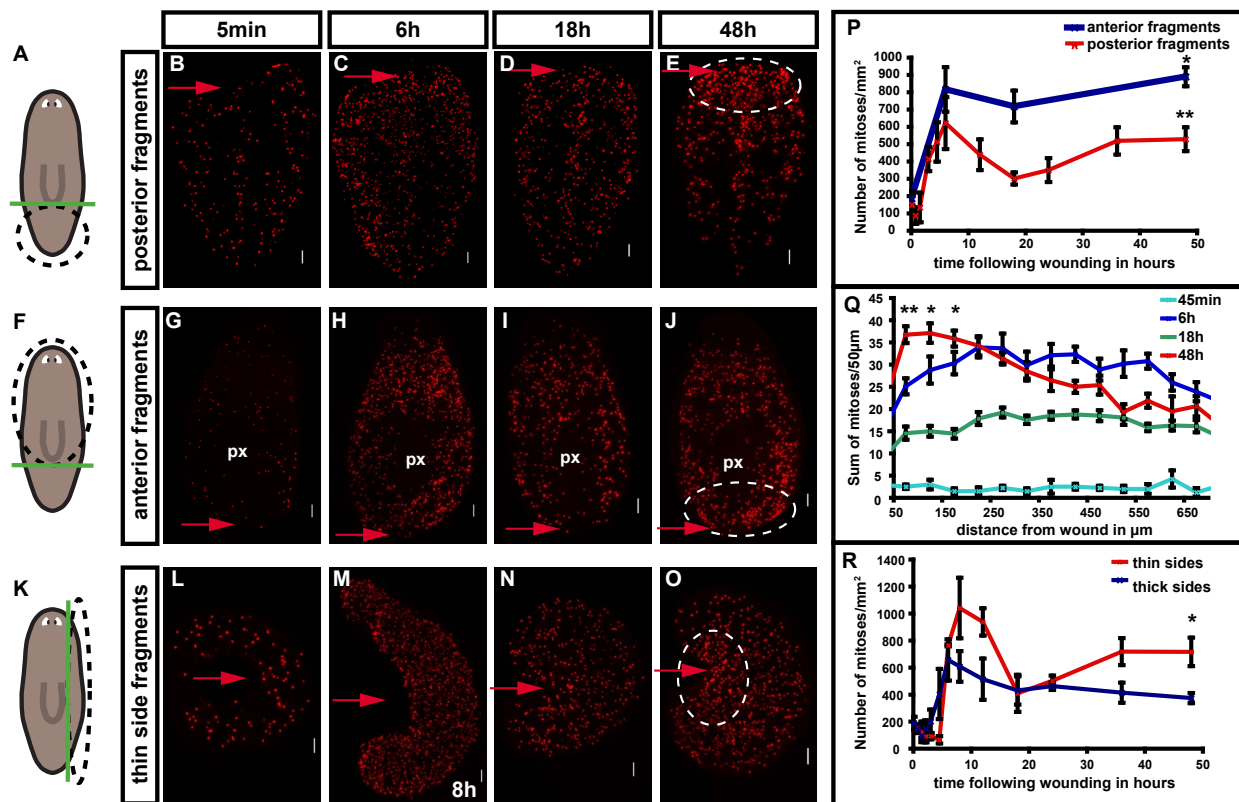 5min
6h
18h
48h
A
posterior fragments
B
C
D
E
F
anterior fragments
G
px
H
px
I
px
J
px
K
thin side fragments
L
M
8h
N
O
P
anterior fragments
posterior fragments
Number of mitoses/mm²
1000
900
800
700
600
500
400
300
200
100
0
*
**
0
10
20
30
40
50
time following wounding in hours
Q
45min
6h
18h
48h
Sum of mitoses/50µm
45
40
35
30
25
20
15
10
5
0
** * *
50
150
250
350
450
550
650
distance from wound in µm
R
thin sides
thick sides
Number of mitoses/mm²
1400
1200
1000
800
600
400
200
0
*
0
10
20
30
40
50
time following wounding in hours